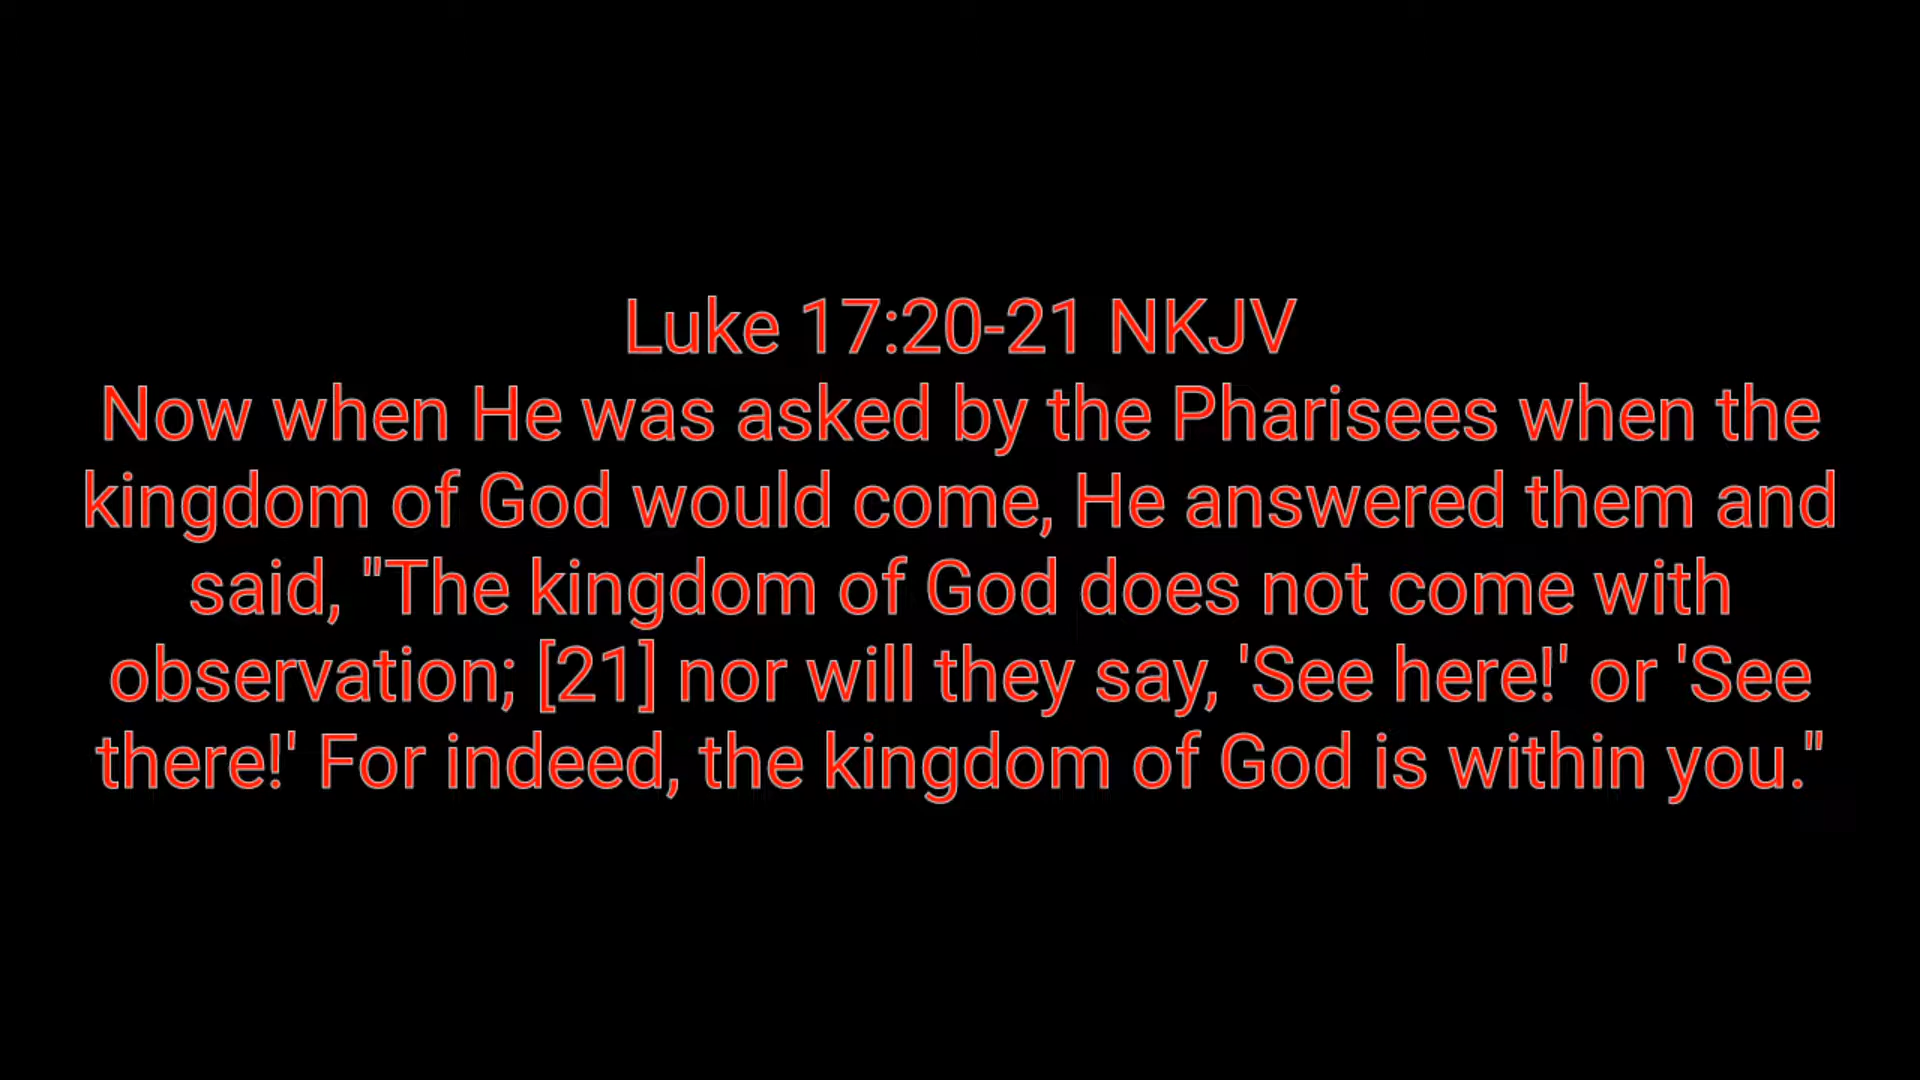 Luke 17:20-21 NKJV
Now when He was asked by the Pharisees when the
kingdom of God would come, He answered them and
said, "The kingdom of God does not come with
observation; [21] nor will they say, 'See here!' or 'See
there!' For indeed, the kingdom of God is within you."